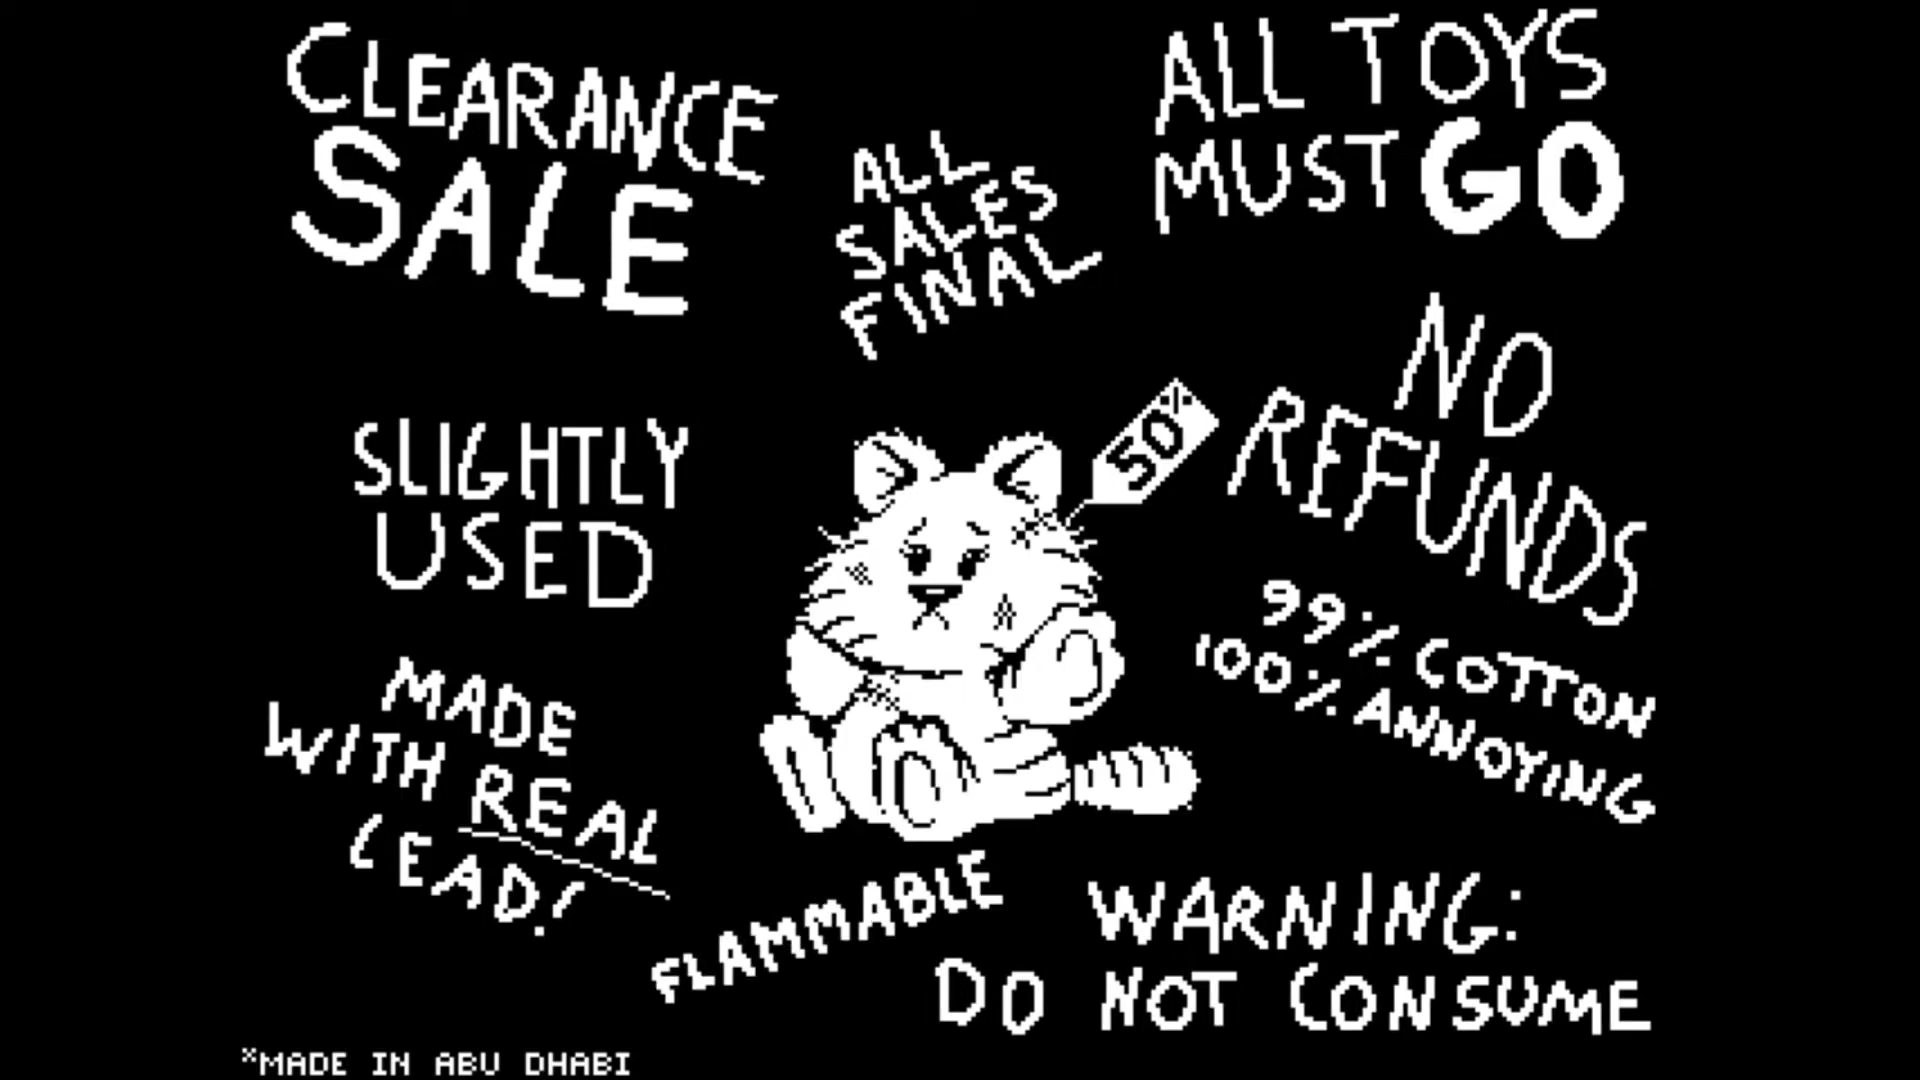 CLEARANCE
SALE
ALL
SALES
FINAL
ALL TOYS
MUST GO
NO
REFUNDS
50%
SLIGHTLY
USED
99% COTTON
100% ANNOYING
MADE
WITH REAL
LEAD!
FLAMMABLE
WARNING:
DO NOT CONSUME
*MADE IN ABU DHABI